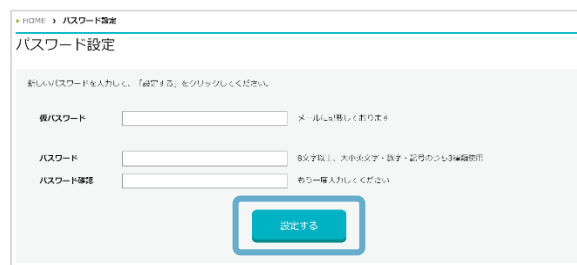 HOME › パスワード設定
パスワード設定
新しいパスワードを入力して、「設定する」をクリックしてください。
仮パスワード
メールに記載しております
パスワード
8文字以上、大小英文字・数字・記号のうち3種類使用
パスワード確認
もう一度入力してください
設定する